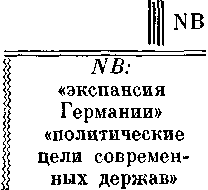 NB
NB:
«экспансия
Германии»
«политические
цели современ-
ных держав»